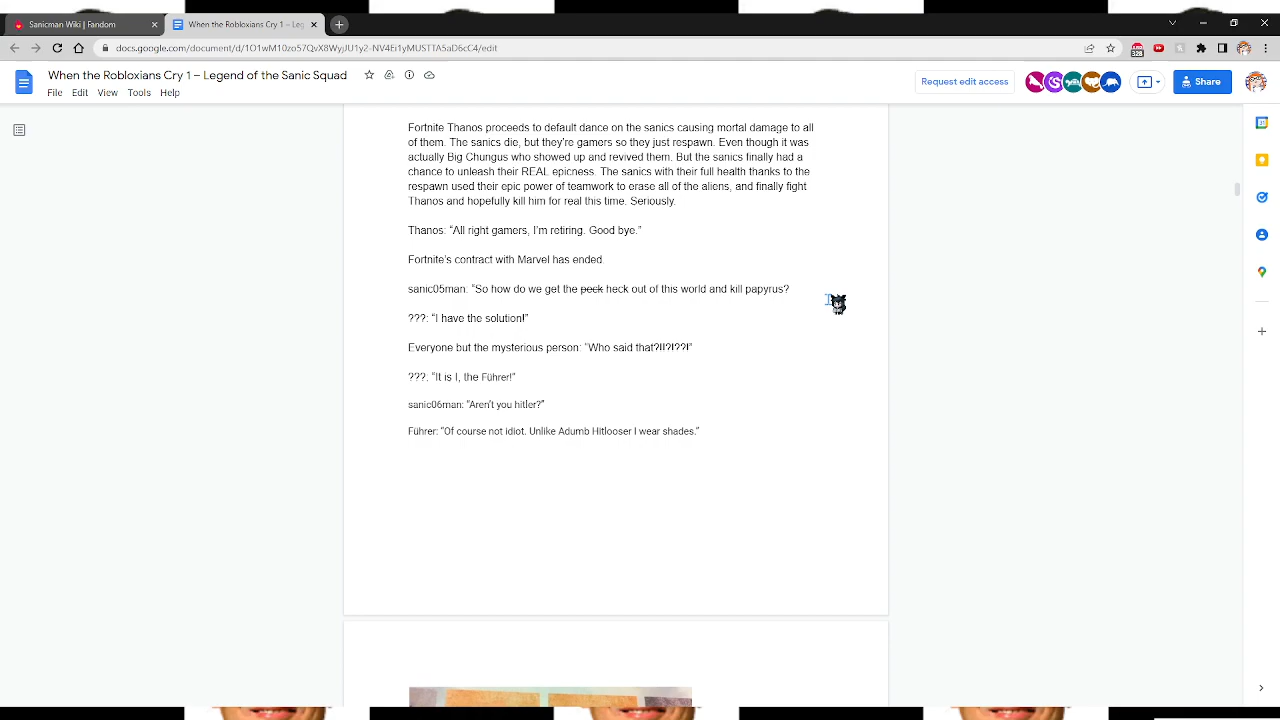 Sanicman Wiki | Fandom
When the Robloxians Cry 1 – Leg
docs.google.com/document/d/1O1wM10zo57QvX8WyjJU1y2-NV4Ei1yMUSTTA5aD6cC4/edit
When the Robloxians Cry 1 – Legend of the Sanic Squad
File Edit View Tools Help
Request edit access
Share
Fortnite Thanos proceeds to default dance on the sanics causing mortal damage to all
of them. The sanics die, but they're gamers so they just respawn. Even though it was
actually Big Chungus who showed up and revived them. But the sanics finally had a
chance to unleash their REAL epicness. The sanics with their full health thanks to the
respawn used their epic power of teamwork to erase all of the aliens, and finally fight
Thanos and hopefully kill him for real this time. Seriously.
Thanos: “All right gamers, I’m retiring. Good bye.”
Fortnite’s contract with Marvel has ended.
sanic05man: “So how do we get the peck heck out of this world and kill papyrus?
???: “I have the solution!”
Everyone but the mysterious person: “Who said that?!!?!??!”
???. “It is I, the Führer!”
sanic06man: “Aren’t you hitler?”
Führer: “Of course not idiot. Unlike Adumb Hitlooser I wear shades.”